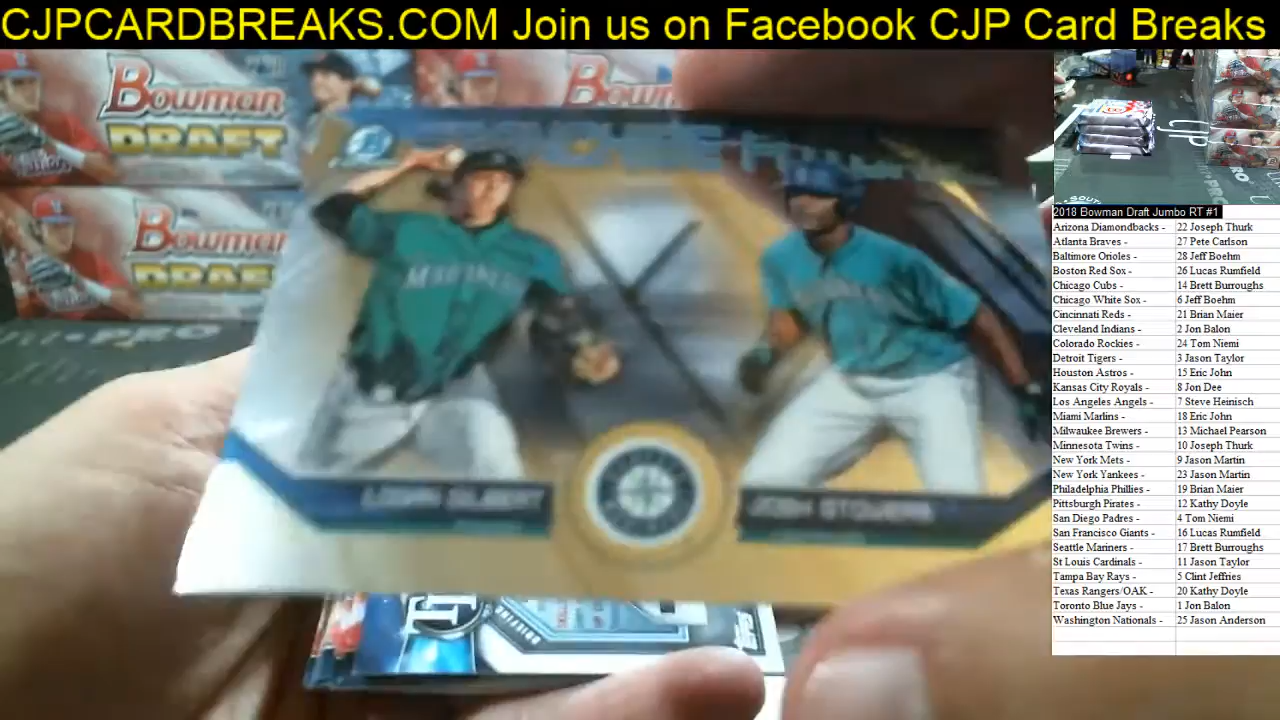 CJPCARDBREAKS.COM Join us on Facebook CJP Card Breaks
Bowman
DRAFT
Bowman
Bowman
MARINERS
JOSH STOWERS
2018 Bowman Draft Jumbo RT #1
Arizona Diamondbacks - 22 Joseph Thurk
Atlanta Braves - 27 Pete Carlson
Baltimore Orioles - 28 Jeff Boehm
Boston Red Sox - 26 Lucas Rumfield
Chicago Cubs - 14 Brett Burroughs
Chicago White Sox - 6 Jeff Boehm
Cincinnati Reds - 21 Brian Maier
Cleveland Indians - 2 Jon Balon
Colorado Rockies - 24 Tom Niemi
Detroit Tigers - 3 Jason Taylor
Houston Astros - 15 Eric John
Kansas City Royals - 8 Jon Dee
Los Angeles Angels - 7 Steve Heinisch
Miami Marlins - 18 Eric John
Milwaukee Brewers - 13 Michael Pearson
Minnesota Twins - 10 Joseph Thurk
New York Mets - 9 Jason Martin
New York Yankees - 23 Jason Martin
Philadelphia Phillies - 19 Brian Maier
Pittsburgh Pirates - 12 Kathy Doyle
San Diego Padres - 4 Tom Niemi
San Francisco Giants - 16 Lucas Rumfield
Seattle Mariners - 17 Brett Burroughs
St Louis Cardinals - 11 Jason Taylor
Tampa Bay Rays - 5 Clint Jeffries
Texas Rangers/OAK - 20 Kathy Doyle
Toronto Blue Jays - 1 Jon Balon
Washington Nationals - 25 Jason Anderson